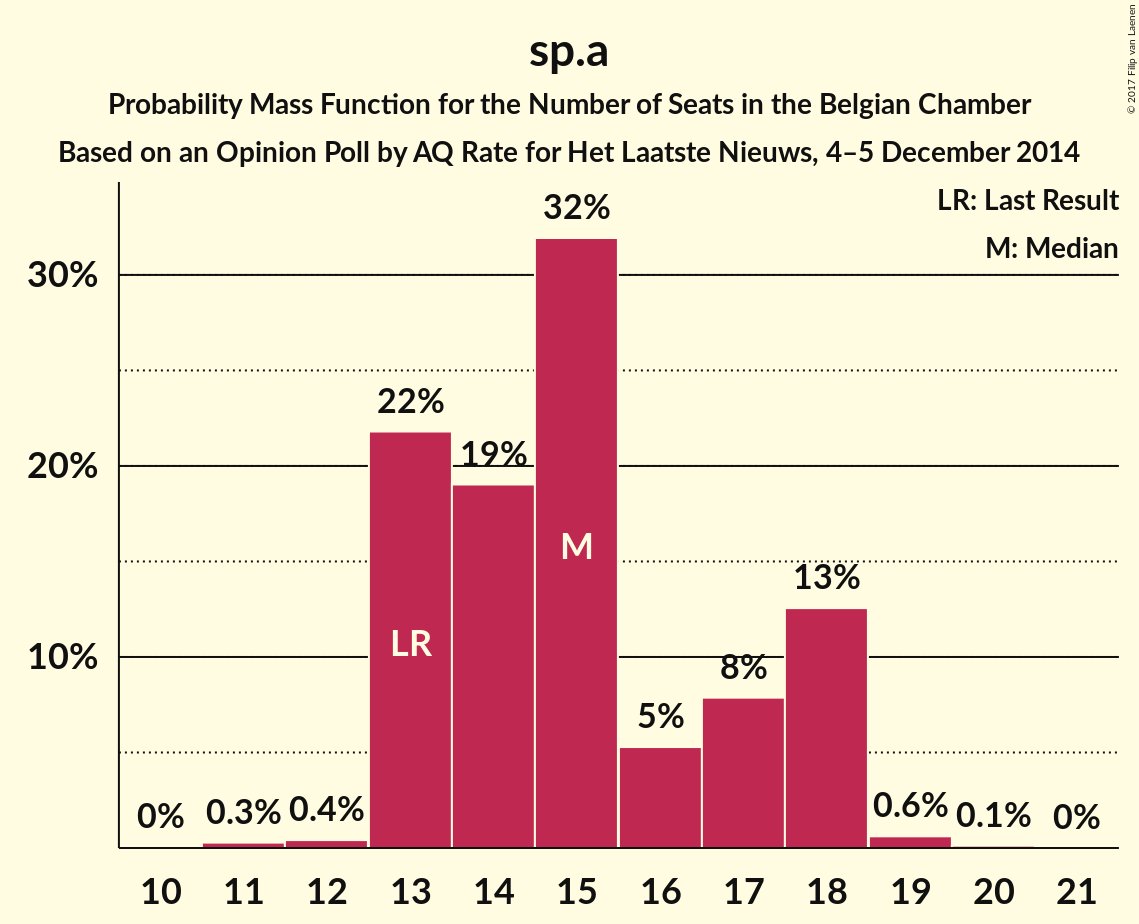 sp.a
Probability Mass Function for the Number of Seats in the Belgian Chamber
Based on an Opinion Poll by AQ Rate for Het Laatste Nieuws, 4–5 December 2014
© 2017 Filip van Laenen
LR: Last Result
M: Median
30%
20%
10%
0%
0.3%
0.4%
22%
19%
32%
5%
8%
13%
0.6%
0.1%
0%
LR
M
10 11 12 13 14 15 16 17 18 19 20 21